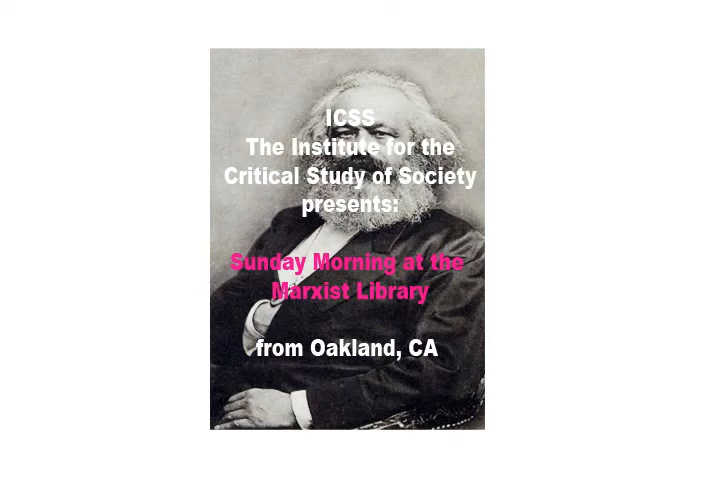 ICSS
The Institute for the
Critical Study of Society
presents:
Sunday Morning at the
Marxist Library
from Oakland, CA